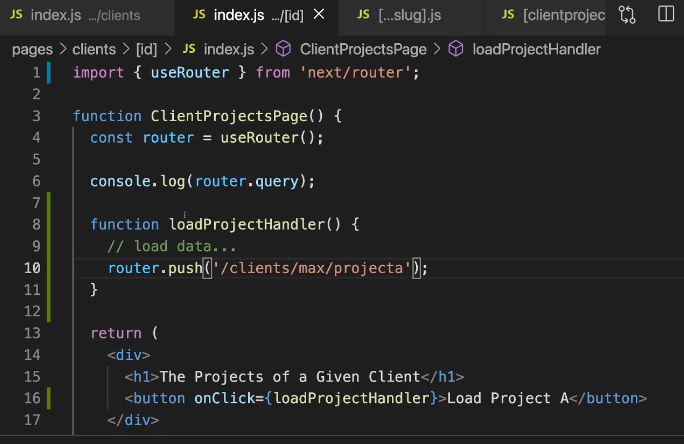 JS index.js .../clients JS index.js .../[id] × JS [...slug].js JS [clientprojec
pages > clients > [id] > JS index.js > ClientProjectsPage > loadProjectHandler
1 import { useRouter } from 'next/router';
2
3 function ClientProjectsPage() {
4 const router = useRouter();
5
6 console.log(router.query);
7
8 function loadProjectHandler() {
9 // load data...
10 router.push('/clients/max/projecta');
11 }
12
13 return (
14 <div>
15 <h1>The Projects of a Given Client</h1>
16 <button onClick={loadProjectHandler}>Load Project A</button>
17 </div>